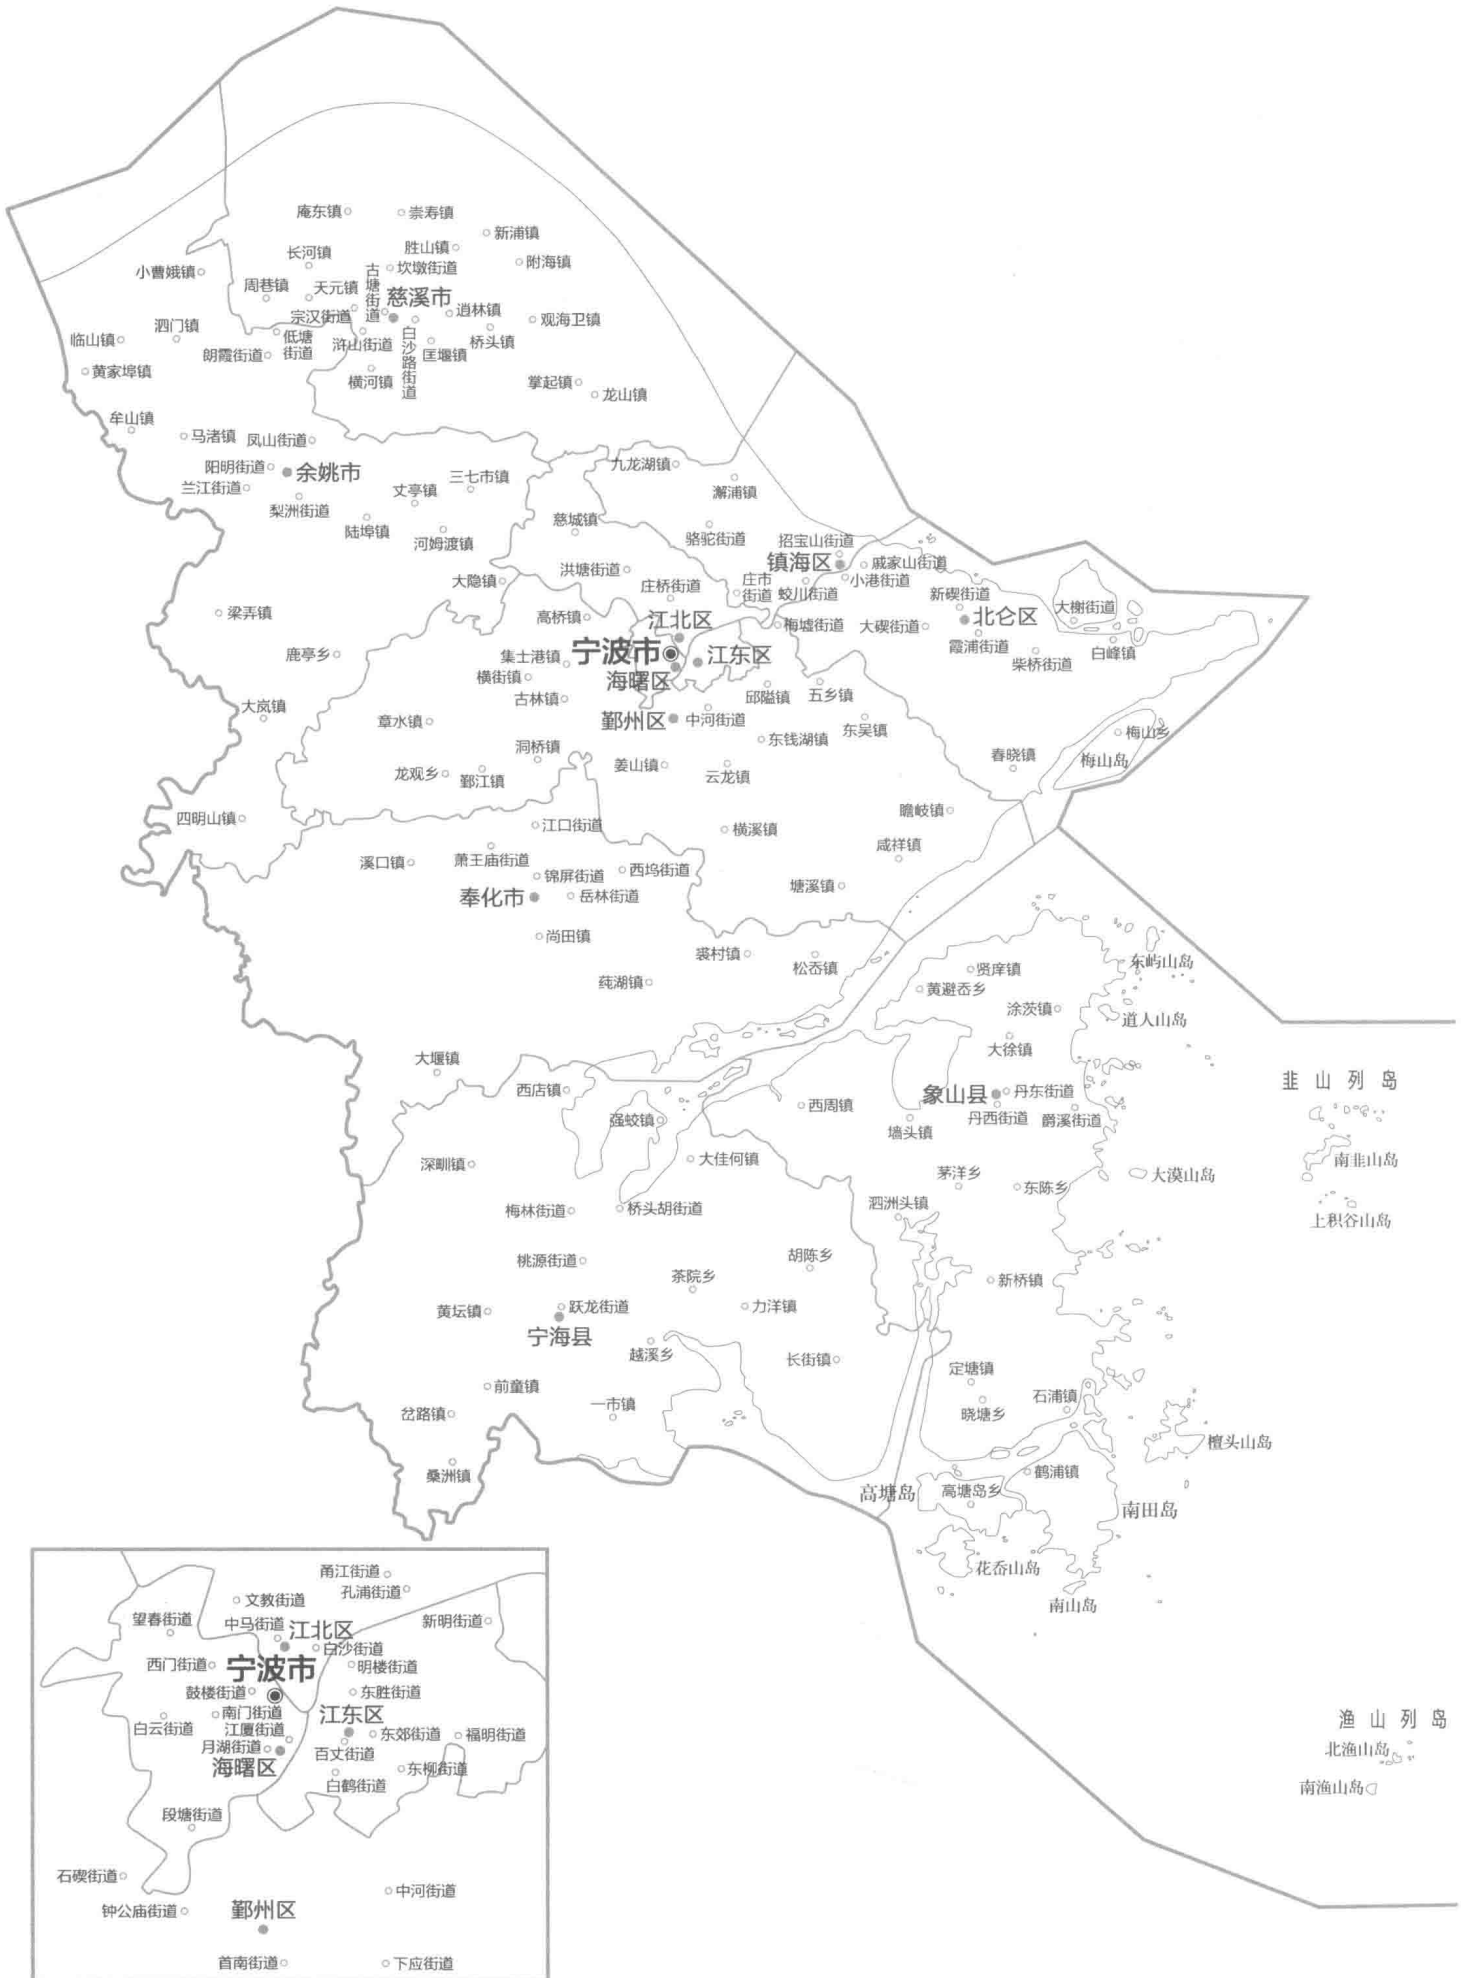 庵东镇
崇寿镇
新浦镇
胜山镇
长河镇
坎墩街道
附海镇
小曹娥镇
古塘街道
周巷镇
天元镇
慈溪市
逍林镇
宗汉街道
观海卫镇
泗门镇
临山镇
低塘
街道
浒山街道
白沙路街道
匡堰镇
桥头镇
朗霞街道
黄家埠镇
横河镇
掌起镇
龙山镇
牟山镇
马渚镇
凤山街道
阳明街道
余姚市
兰江街道
梨洲街道
三七市镇
丈亭镇
陆埠镇
河姆渡镇
九龙湖镇
澥浦镇
慈城镇
骆驼街道
招宝山街道
镇海区
戚家山街道
小港街道
大隐镇
洪塘街道
庄桥街道
庄市
街道
蛟川街道
新碶街道
大榭街道
梁弄镇
高桥镇
江北区
梅墟街道
大碶街道
北仑区
霞浦街道
白峰镇
柴桥街道
鹿亭乡
宁波市
集士港镇
江东区
横街镇
海曙区
古林镇
邱隘镇
五乡镇
大岚镇
章水镇
鄞州区
中河街道
东钱湖镇
东吴镇
梅山乡
梅山岛
洞桥镇
龙观乡
鄞江镇
姜山镇
云龙镇
春晓镇
四明山镇
江口街道
横溪镇
瞻岐镇
咸祥镇
溪口镇
萧王庙街道
锦屏街道
西坞街道
塘溪镇
奉化市
岳林街道
尚田镇
裘村镇
松岙镇
莼湖镇
贤庠镇
黄避岙乡
东屿山岛
涂茨镇
道人山岛
大徐镇
大堰镇
西店镇
强蛟镇
西周镇
象山县
丹东街道
丹西街道
爵溪街道
墙头镇
韭山列岛
南韭山岛
上积谷山岛
深甽镇
大佳何镇
茅洋乡
东陈乡
大漠山岛
梅林街道
桥头胡街道
泗洲头镇
桃源街道
胡陈乡
茶院乡
新桥镇
黄坛镇
跃龙街道
宁海县
力洋镇
越溪乡
长街镇
定塘镇
前童镇
晓塘乡
石浦镇
岔路镇
一市镇
檀头山岛
桑洲镇
高塘岛
高塘岛乡
鹤浦镇
南田岛
花岙山岛
南山岛
渔山列岛
北渔山岛
南渔山岛
甬江街道
孔浦街道
文教街道
望春街道
中马街道
江北区
新明街道
白沙街道
西门街道
宁波市
明楼街道
鼓楼街道
东胜街道
南门街道
江东区
白云街道
江厦街道
东郊街道
福明街道
月湖街道
百丈街道
海曙区
东柳街道
白鹤街道
段塘街道
石碶街道
中河街道
钟公庙街道
鄞州区
首南街道
下应街道